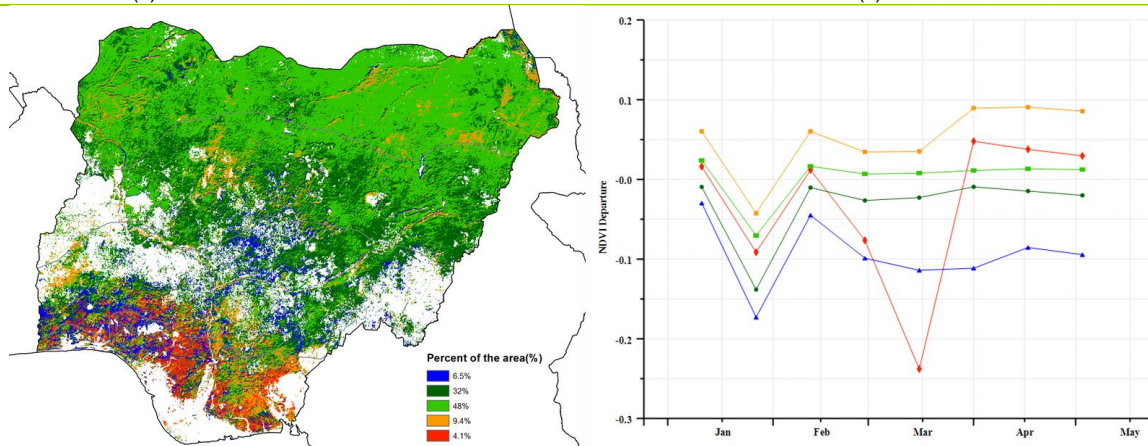 Percent of the area(%)
6.5%
32%
48%
9.4%
4.1%
NDVI Departure
0.2
0.1
-0.0
-0.1
-0.2
-0.3
Jan
Feb
Mar
Apr
May